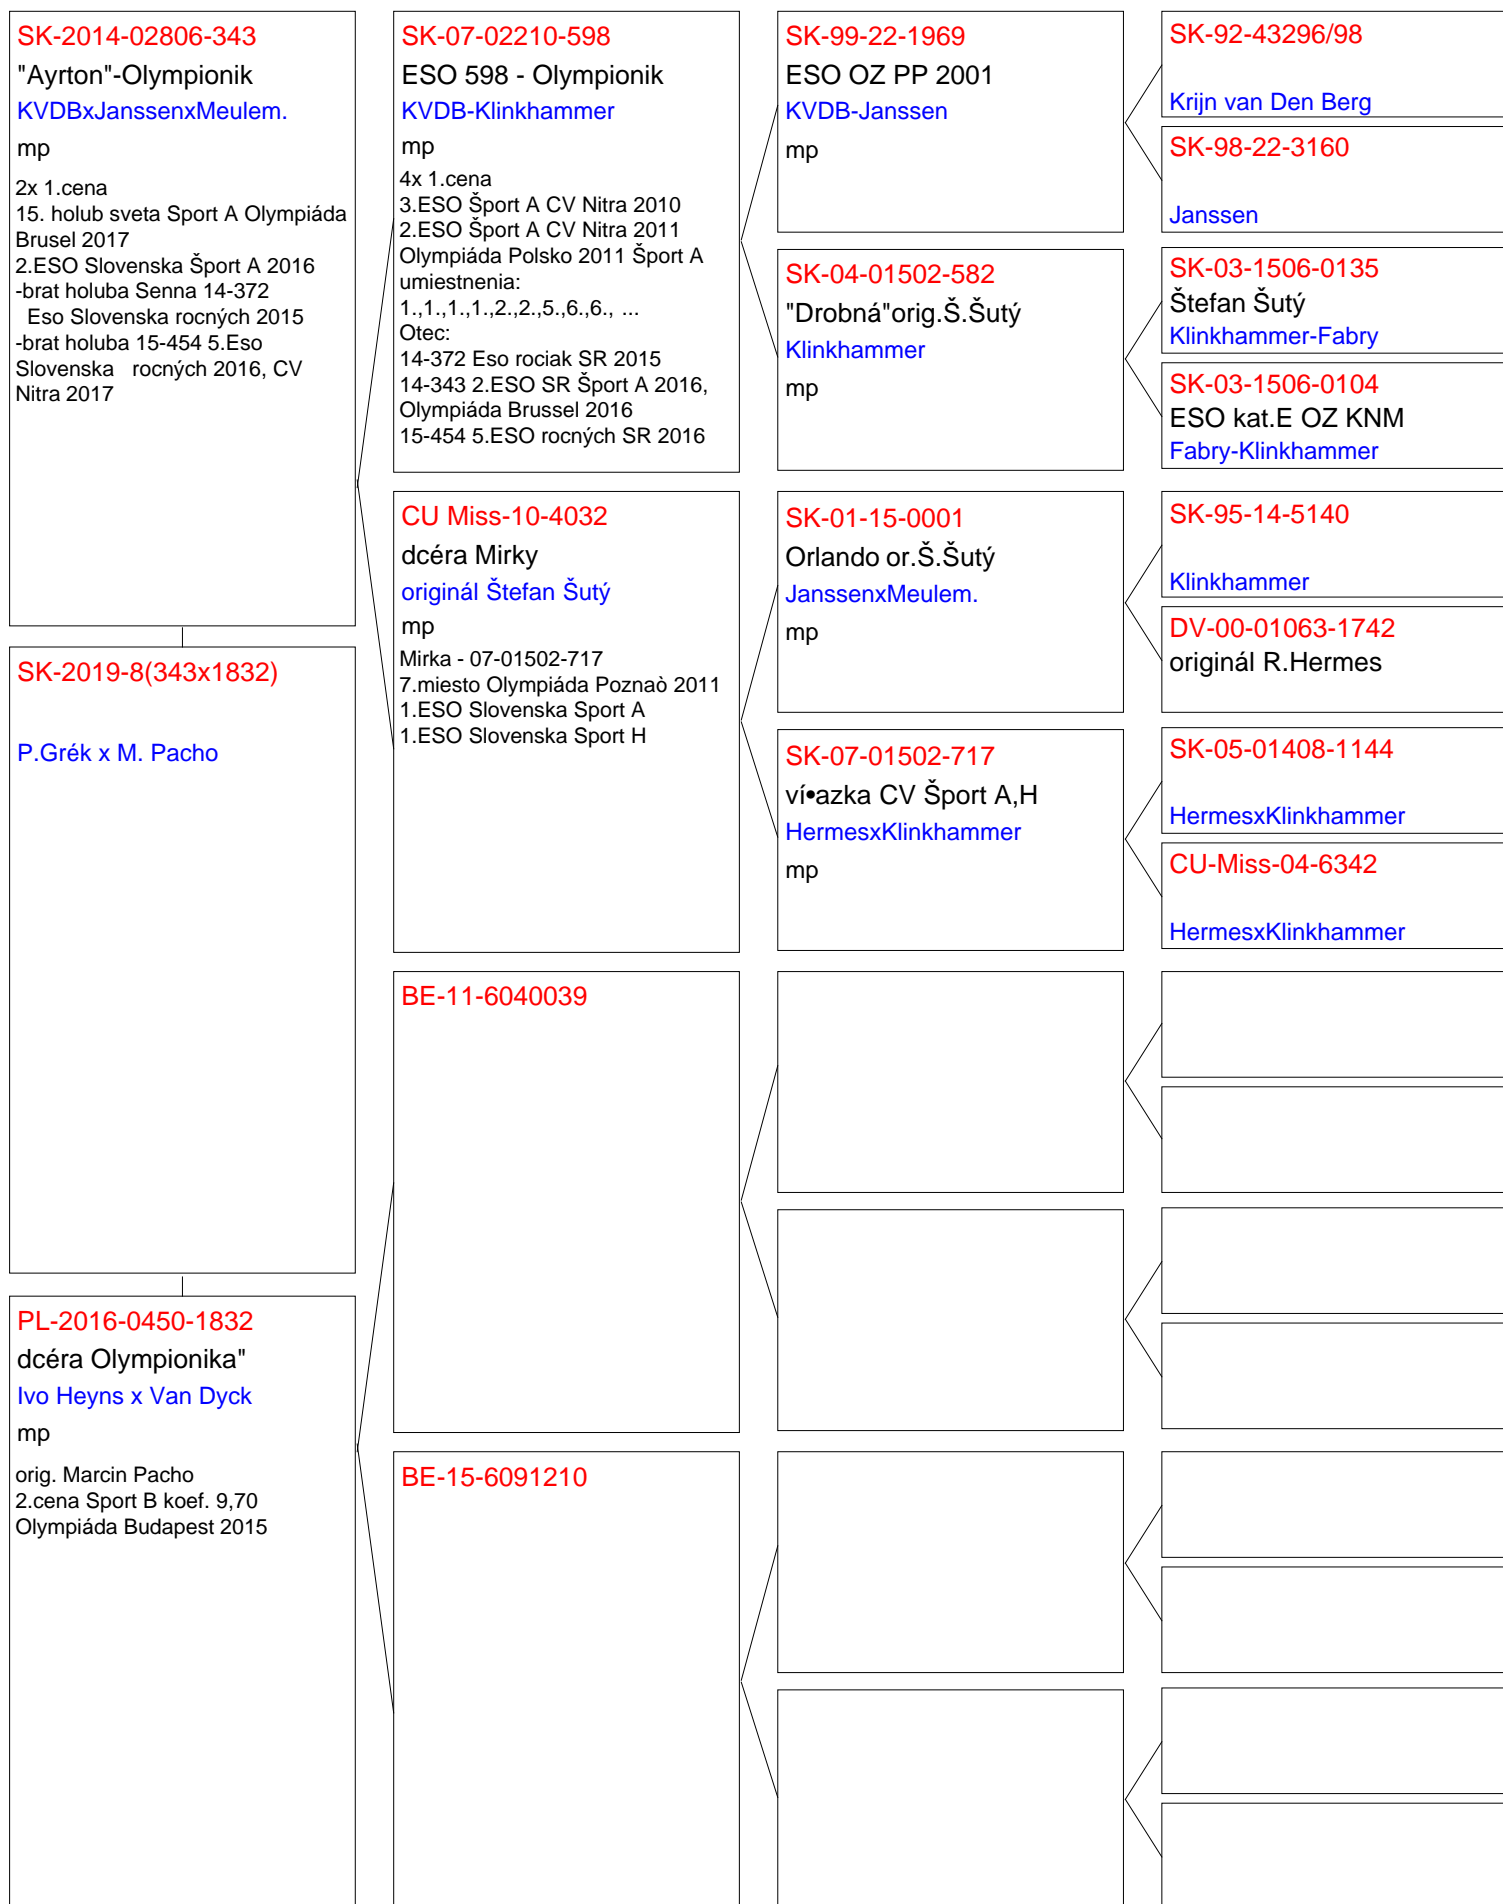 SK-2014-02806-343
"Ayrton"-Olympionik
KVDBxJanssenxMeulem.
mp
2x 1.cena
15. holub sveta Sport A Olympiáda
Brusel 2017
2.ESO Slovenska Šport A 2016
-brat holuba Senna 14-372
Eso Slovenska rocných 2015
-brat holuba 15-454 5.Eso
Slovenska   rocných 2016, CV
Nitra 2017
SK-2019-8(343x1832)
P.Grék x M. Pacho
PL-2016-0450-1832
dcéra Olympionika"
Ivo Heyns x Van Dyck
mp
orig. Marcin Pacho
2.cena Sport B koef. 9,70
Olympiáda Budapest 2015
SK-07-02210-598
ESO 598 - Olympionik
KVDB-Klinkhammer
mp
4x 1.cena
3.ESO Šport A CV Nitra 2010
2.ESO Šport A CV Nitra 2011
Olympiáda Polsko 2011 Šport A
umiestnenia:
1.,1.,1.,1.,2.,2.,5.,6.,6., ...
Otec:
14-372 Eso rociak SR 2015
14-343 2.ESO SR Šport A 2016,
Olympiáda Brussel 2016
15-454 5.ESO rocných SR 2016
CU Miss-10-4032
dcéra Mirky
originál Štefan Šutý
mp
Mirka - 07-01502-717
7.miesto Olympiáda Poznaò 2011
1.ESO Slovenska Sport A
1.ESO Slovenska Sport H
BE-11-6040039
BE-15-6091210
SK-99-22-1969
ESO OZ PP 2001
KVDB-Janssen
mp
SK-04-01502-582
"Drobná"orig.Š.Šutý
Klinkhammer
mp
SK-01-15-0001
Orlando or.Š.Šutý
JanssenxMeulem.
mp
SK-07-01502-717
ví•azka CV Šport A,H
HermesxKlinkhammer
mp
SK-92-43296/98
Krijn van Den Berg
SK-98-22-3160
Janssen
SK-03-1506-0135
Štefan Šutý
Klinkhammer-Fabry
SK-03-1506-0104
ESO kat.E OZ KNM
Fabry-Klinkhammer
SK-95-14-5140
Klinkhammer
DV-00-01063-1742
originál R.Hermes
SK-05-01408-1144
HermesxKlinkhammer
CU-Miss-04-6342
HermesxKlinkhammer